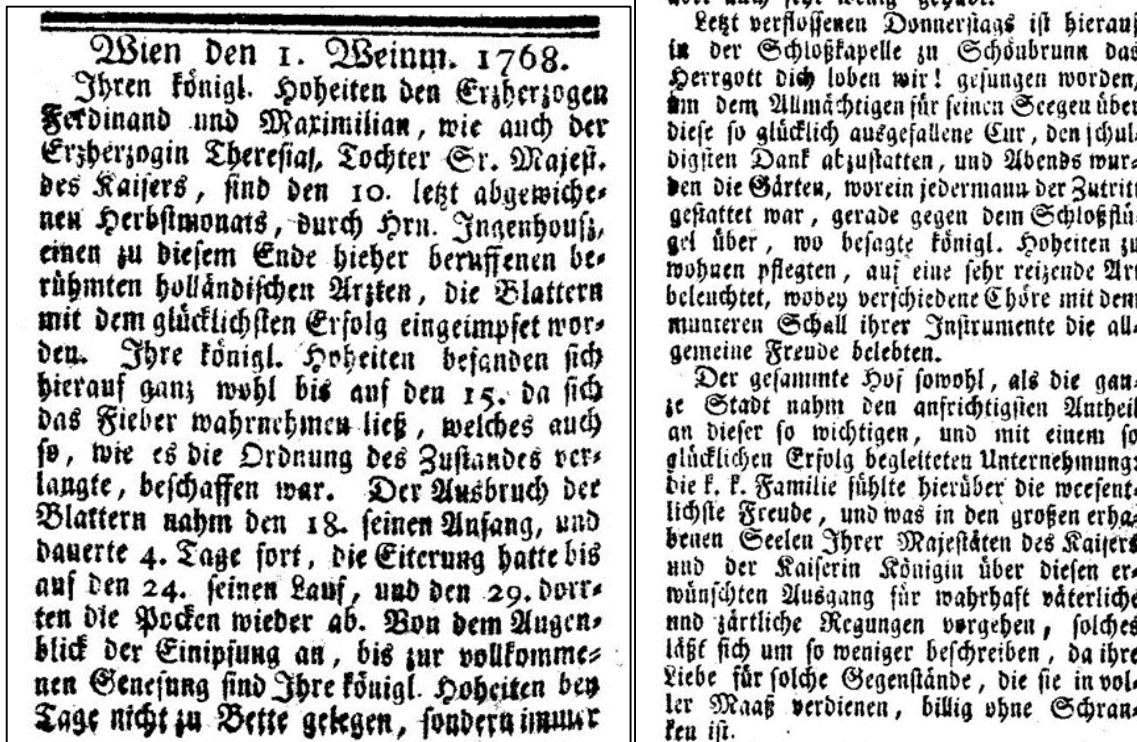 Wien den 1. Weinm. 1768.
Ihren königl. Hoheiten den Erzherzogen
Ferdinand und Maximilian, wie auch der
Erzherzogin Theresia, Tochter Sr. Majest.
des Kaisers, sind den 10. letzt abgewiche-
nen Herbstmonats, durch Hrn. Ingenhouß,
einen zu diesem Ende hieher beruffenen be-
rühmten holländischen Arzten, die Blattern
mit dem glücklichsten Erfolg eingeimpfet wor-
den. Ihre königl. Hoheiten befanden sich
hierauf ganz wohl bis auf den 15. da sich
das Fieber wahrnehmen ließ, welches auch
so, wie es die Ordnung des Zustandes ver-
langte, beschaffen war. Der Ausbruch der
Blattern nahm den 18. seinen Anfang, und
dauerte 4. Tage fort, die Eiterung hatte bis
auf den 24. seinen Lauf, und den 29. dorr-
ten die Pocken wieder ab. Von dem Augen-
blick der Einipfung an, bis zur vollkomme-
nen Genesung sind Ihre königl. Hoheiten bey
Tage nicht zu Bette gelegen, sondern immer
Letzt verflossenen Donnerstags ist hierauf
in der Schloßkapelle zu Schönbrunn das
Herrgott dich loben wir! gesungen worden,
um dem Allmächtigen für seinen Seegen über
diese so glücklich ausgefallene Cur, den schul-
digsten Dank abzustatten, und Abends wur-
den die Gärten, worein jedermann der Zutritt
gestattet war, gerade gegen dem Schloßflü-
gel über, wo besagte königl. Hoheiten zu
wohnen pflegten, auf eine sehr reizende Art
beleuchtet, wobey verschiedene Chöre mit dem
munteren Schall ihrer Instrumente die all-
gemeine Freude belebten.
Der gesammte Hof sowohl, als die gan-
ze Stadt nahm den anfrichtigsten Antheil
an dieser so wichtigen, und mit einem so
glücklichen Erfolg begleiteten Unternehmung:
die k. k. Familie fühlte hierüber die weesent-
lichste Freude, und was in den großen erha-
benen Seelen Ihrer Majestäten des Kaisers
und der Kaiserin Königin über diesen er-
wünschten Ausgang für wahrhaft väterliche
und zärtliche Regungen vorgehen, solches
läßt sich um so weniger beschreiben, da ihre
Liebe für solche Gegenstände, die sie in vol-
ler Maaß verdienen, billig ohne Schran-
ken ist.